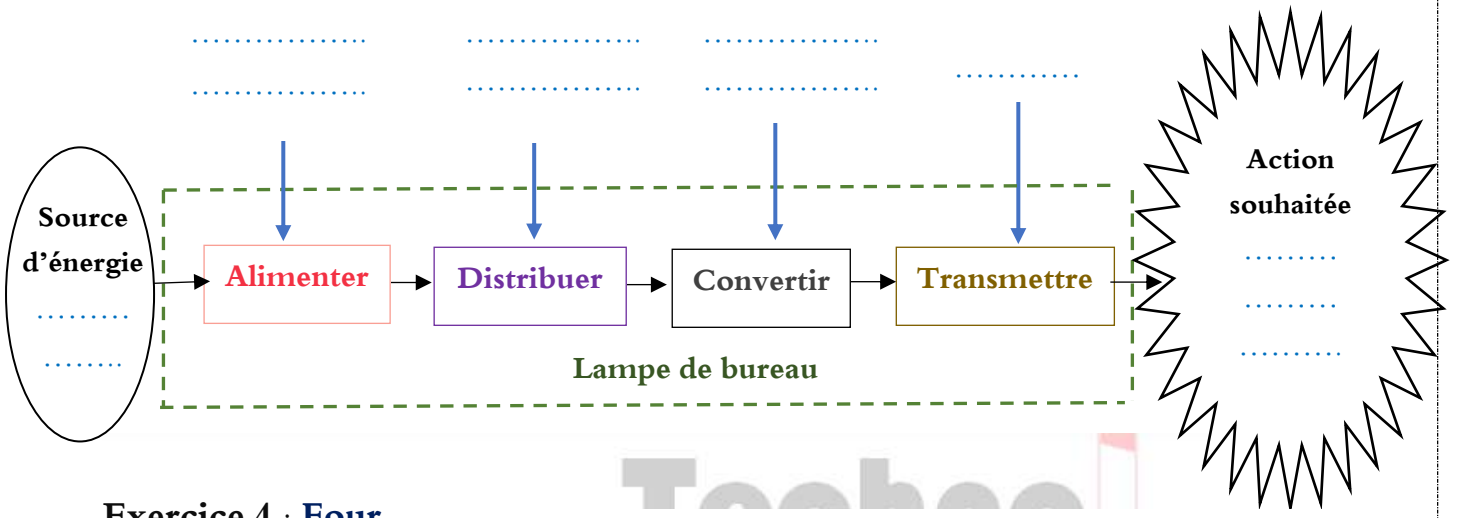 Action
souhaitée
Source
d'énergie
Alimenter
Distribuer
Convertir
Transmettre
Lampe de bureau
Exercice 4 : Four